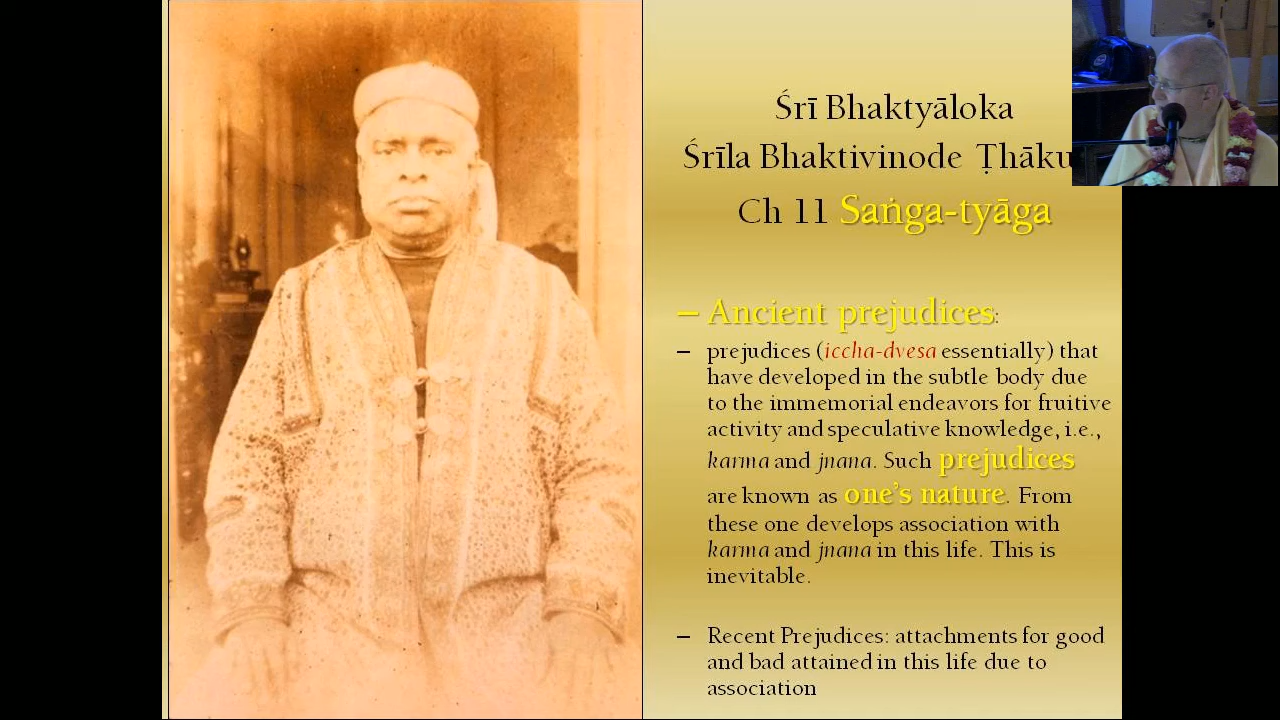 Śrī Bhaktyāloka
Śrīla Bhaktivinode Ṭhāku
Ch 11 Saṅga-tyāga
– Ancient prejudices:
– prejudices (iccha-dvesa essentially) that
have developed in the subtle body due
to the immemorial endeavors for fruitive
activity and speculative knowledge, i.e.,
karma and jnana. Such prejudices
are known as one's nature. From
these one develops association with
karma and jnana in this life. This is
inevitable.
– Recent Prejudices: attachments for good
and bad attained in this life due to
association